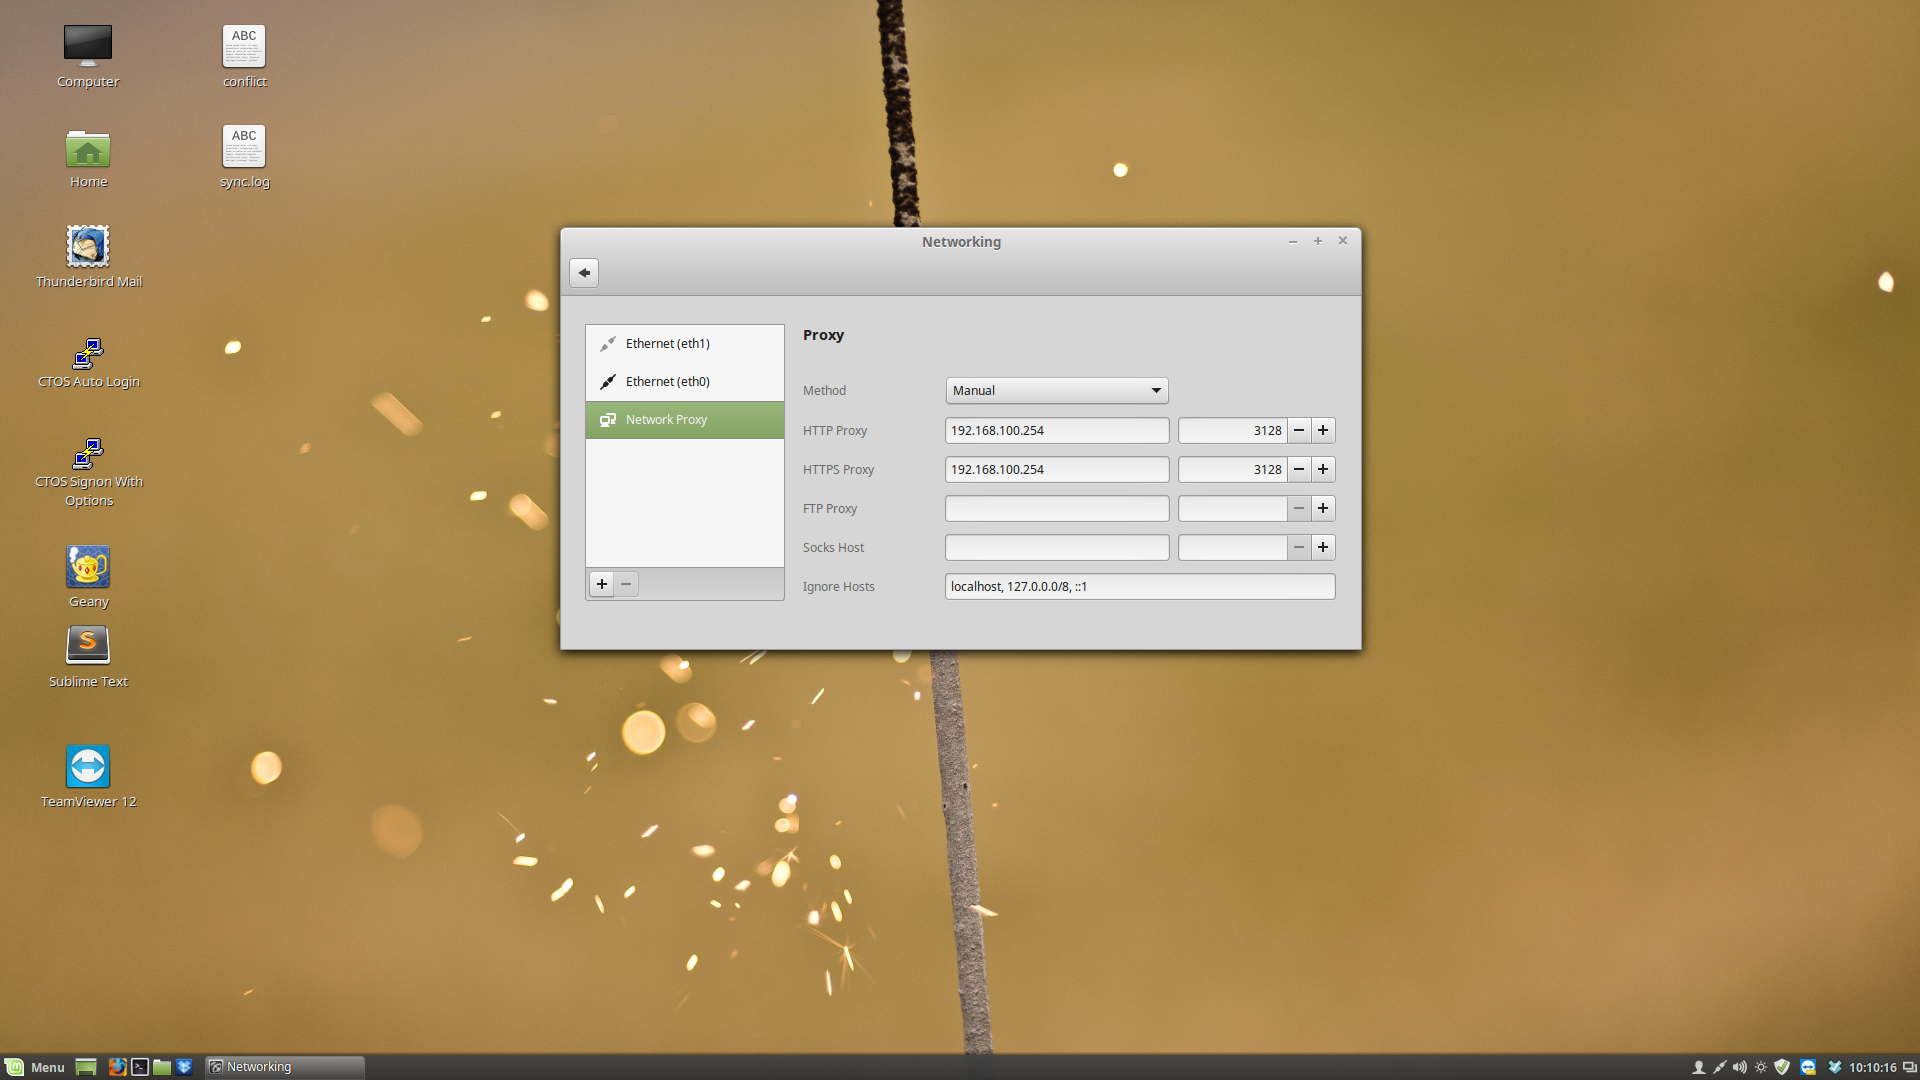 Computer
ABC
conflict
Home
ABC
sync.log
Thunderbird Mail
CTOS Auto Login
CTOS Signon With
Options
Geany
Sublime Text
TeamViewer 12
Networking
Ethernet (eth1)
Ethernet (eth0)
Network Proxy
Proxy
Method Manual
HTTP Proxy 192.168.100.254 3128
HTTPS Proxy 192.168.100.254 3128
FTP Proxy
Socks Host
Ignore Hosts localhost, 127.0.0.0/8, ::1
Menu Networking 10:10:16